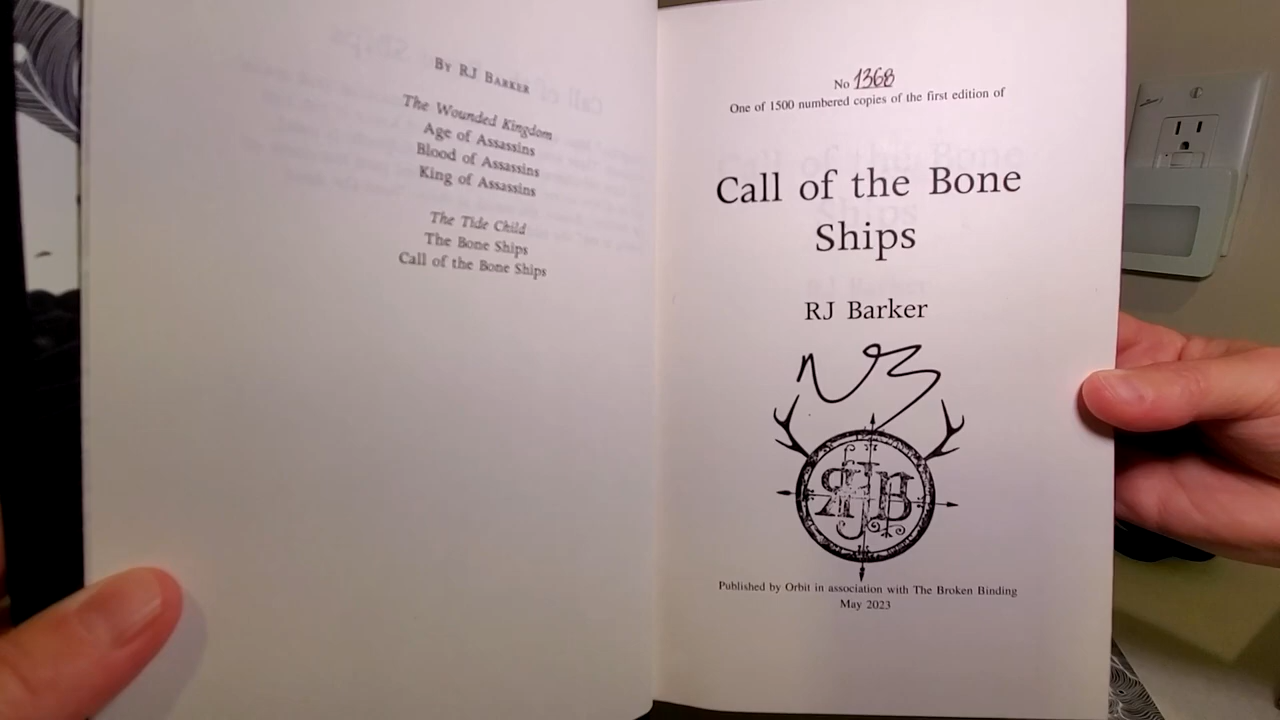 By RJ Barker
The Wounded Kingdom
Age of Assassins
Blood of Assassins
King of Assassins
The Tide Child
The Bone Ships
Call of the Bone Ships
No 1368
One of 1500 numbered copies of the first edition of
Call of the Bone
Ships
RJ Barker
RJB
Published by Orbit in association with The Broken Binding
May 2023